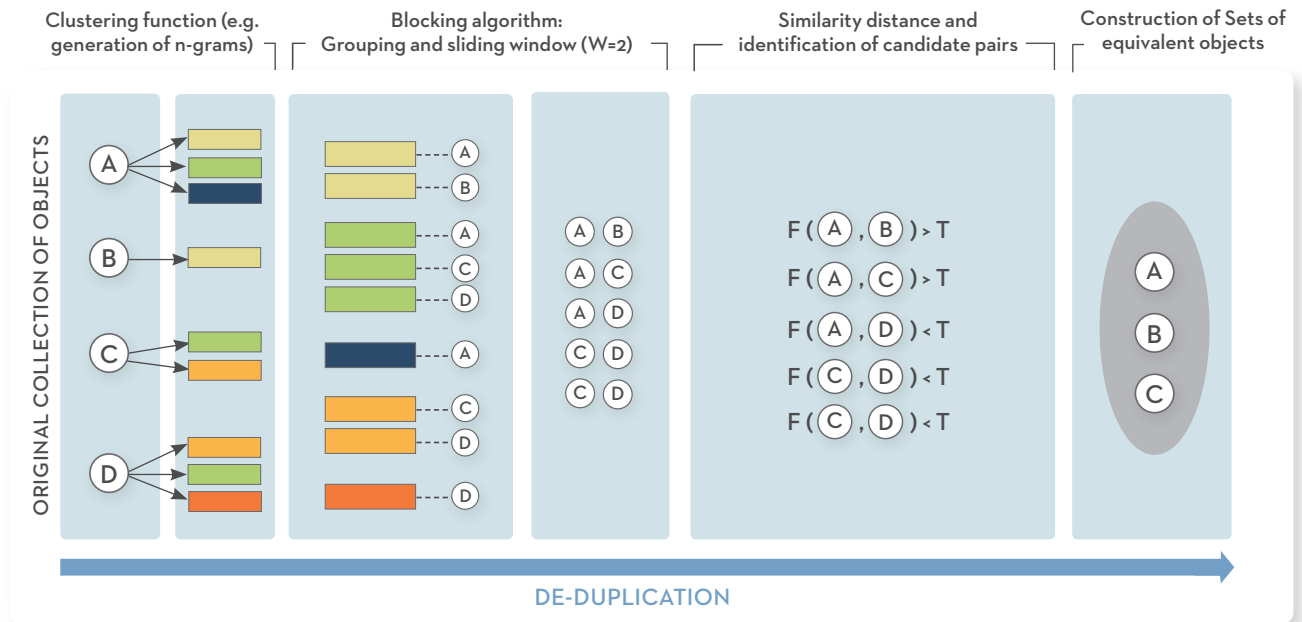 Clustering function (e.g.
generation of n-grams)
Blocking algorithm:
Grouping and sliding window (W=2)
Similarity distance and
identification of candidate pairs
Construction of Sets of
equivalent objects
ORIGINAL COLLECTION OF OBJECTS
A
B
C
D
A
B
A
C
D
A
C
D
D
A B
A C
A D
C D
C D
F ( A , B ) > T
F ( A , C ) > T
F ( A , D ) < T
F ( C , D ) < T
F ( C , D ) < T
A
B
C
DE-DUPLICATION